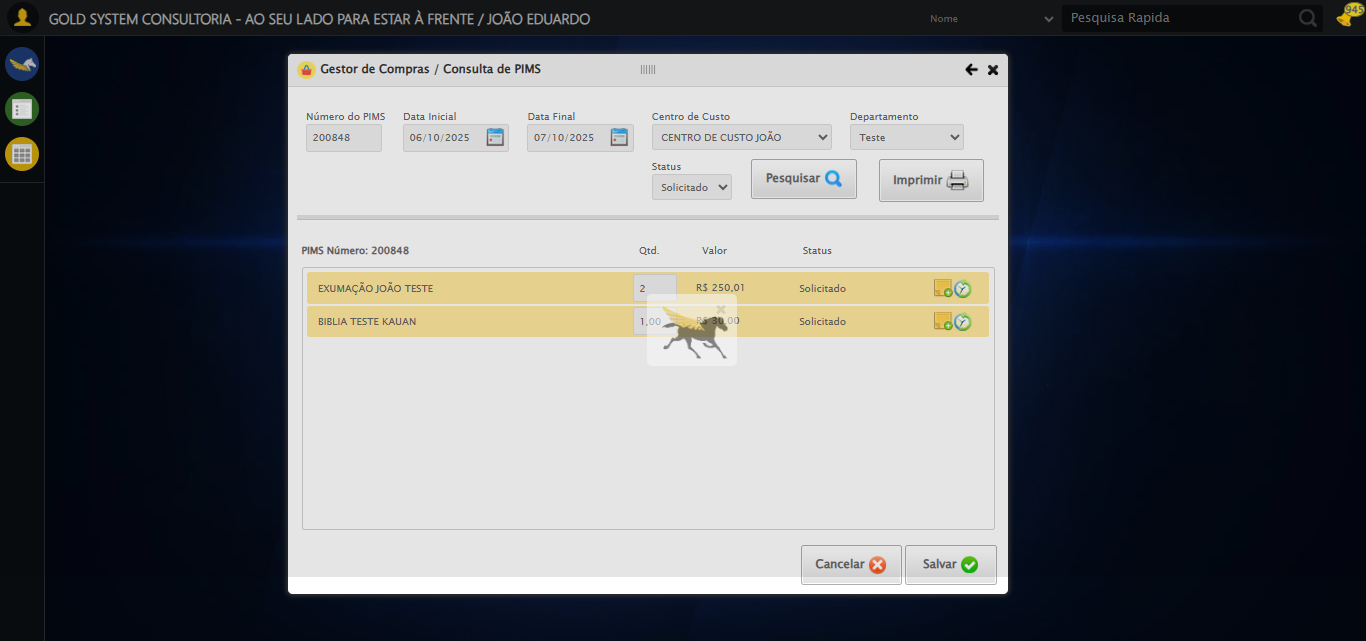 GOLD SYSTEM CONSULTORIA - AO SEU LADO PARA ESTAR À FRENTE / JOÃO EDUARDO
Nome
Pesquisa Rapida
945
Gestor de Compras / Consulta de PIMS
Número do PIMS
Data Inicial
Data Final
Centro de Custo
Departamento
200848
06/10/2025
07/10/2025
CENTRO DE CUSTO JOÃO
Teste
Status
Solicitado
Pesquisar
Imprimir
PIMS Número: 200848
Qtd.
Valor
Status
EXUMAÇÃO JOÃO TESTE
2
R$ 250,01
Solicitado
BIBLIA TESTE KAUAN
1,00
R$ 30,00
Solicitado
Cancelar
Salvar